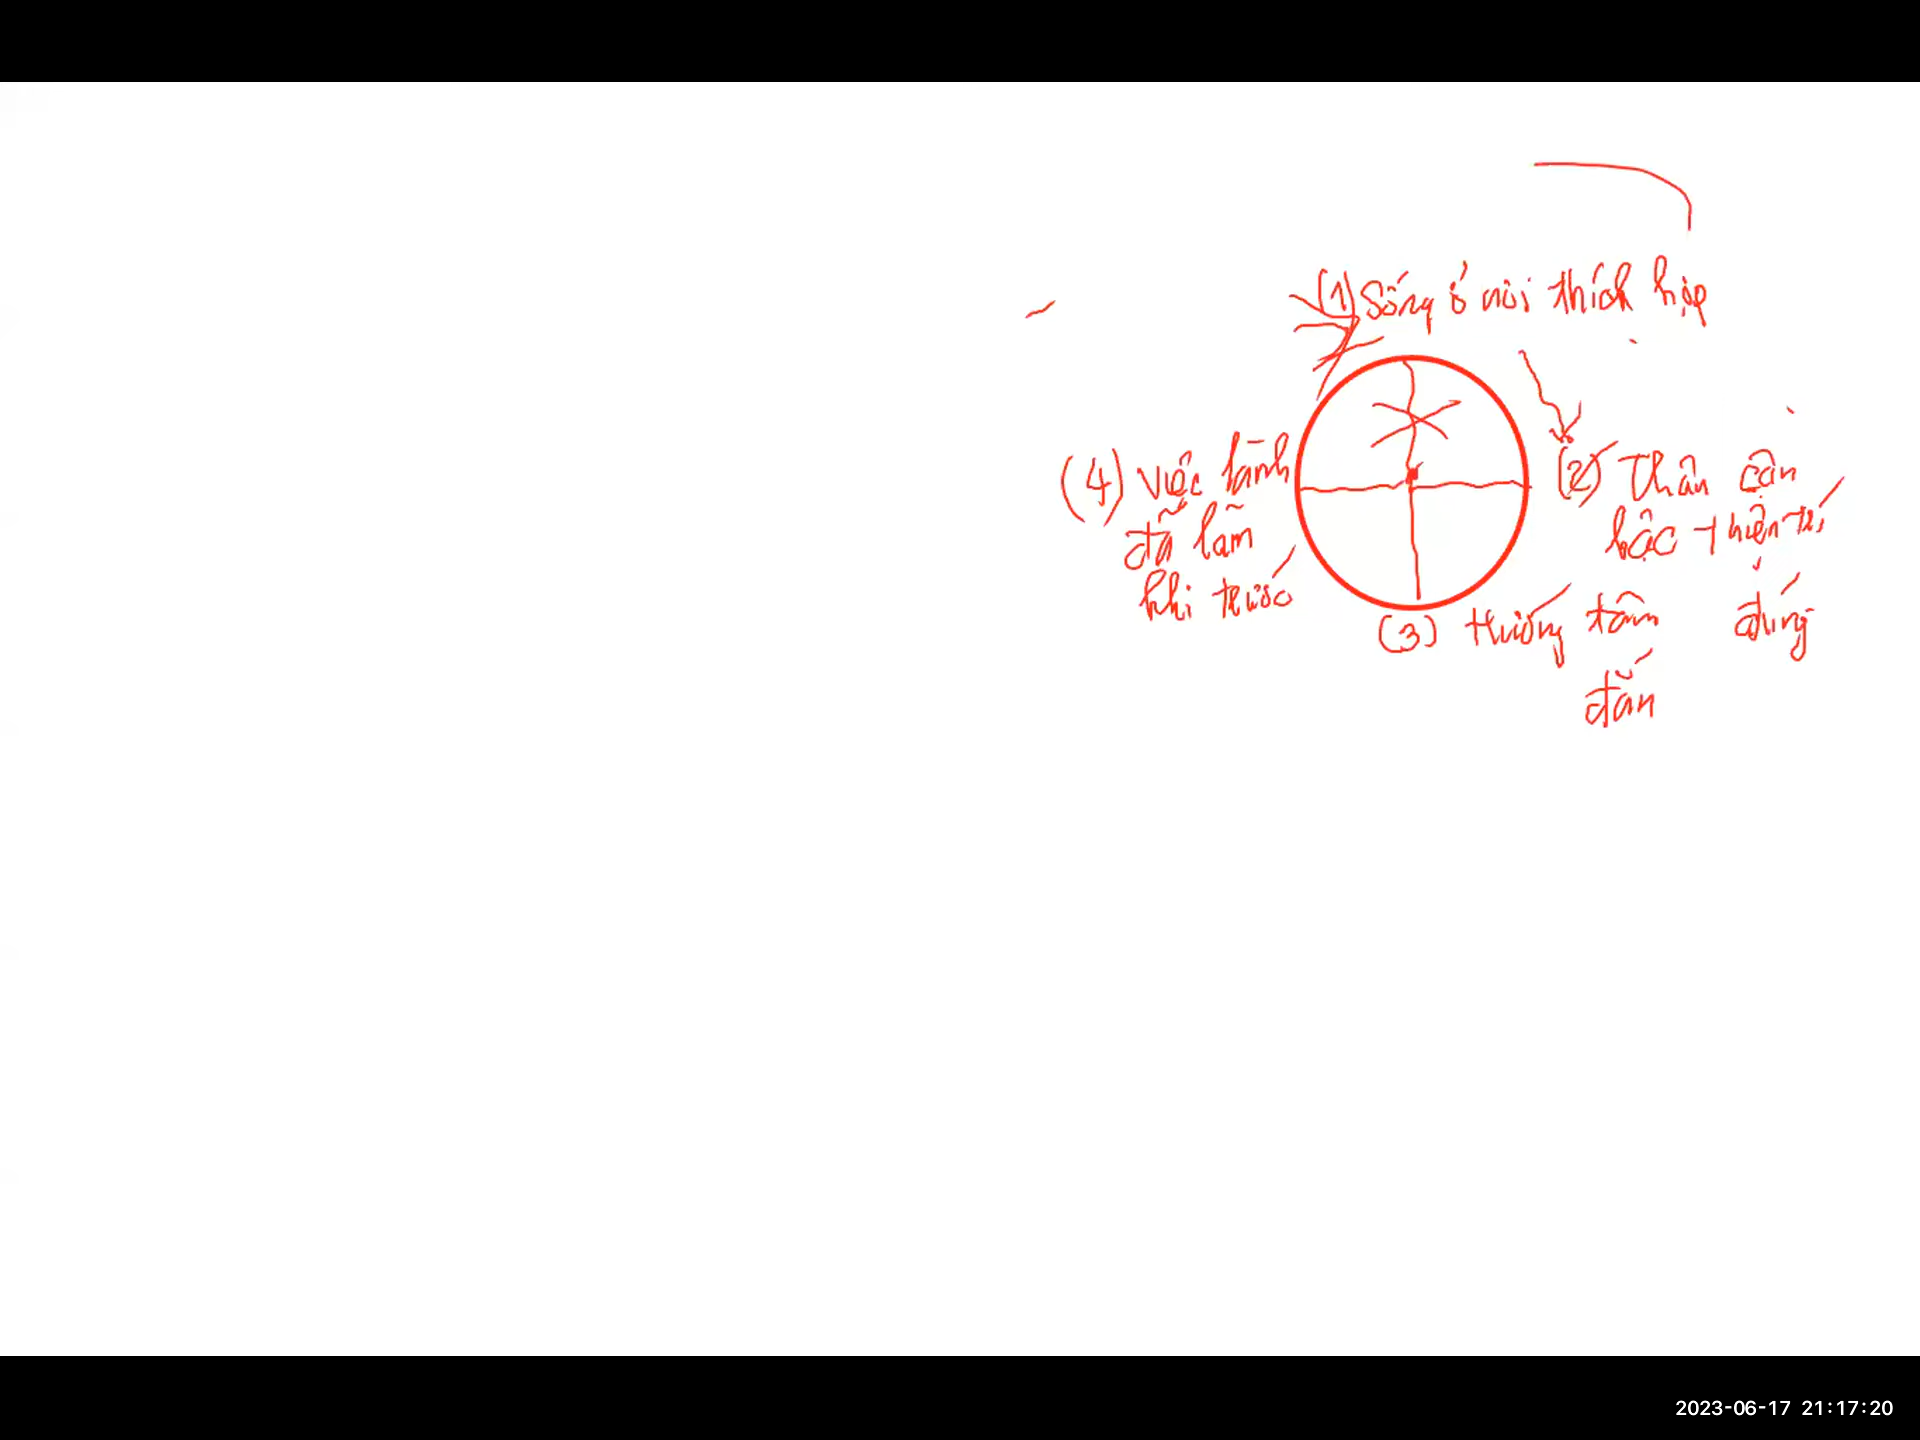 (1) Sống ở nơi thích hợp
(2) Thân cận
bậc thiện trí
(3) Hướng tâm đúng
đắn
(4) Việc lành
đã làm
khi trước
2023-06-17 21:17:20